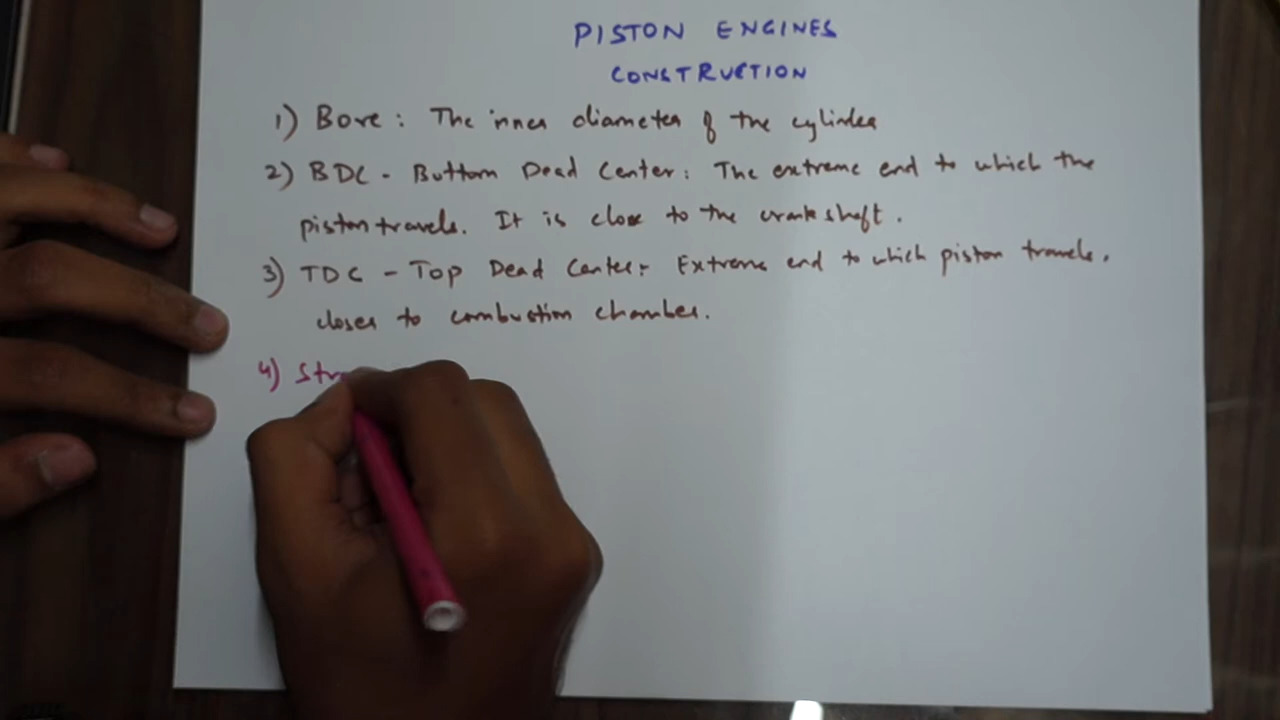 PISTON ENGINES
CONSTRUCTION
1) Bore: The inner diameter of the cylinder
2) BDC - Buttom Dead Center: The extreme end to which the
piston travels. It is close to the crankshaft.
3) TDC - Top Dead Center: Extreme end to which piston travels.
closer to combustion chamber.
4) Str